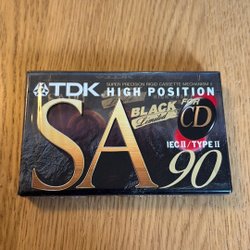 SUPER PRECISION RIGID CASSETTE MECHANISM
TDK HIGH POSITION
BLACK Limited
FOR CD
SA
IEC II/TYPE II
90